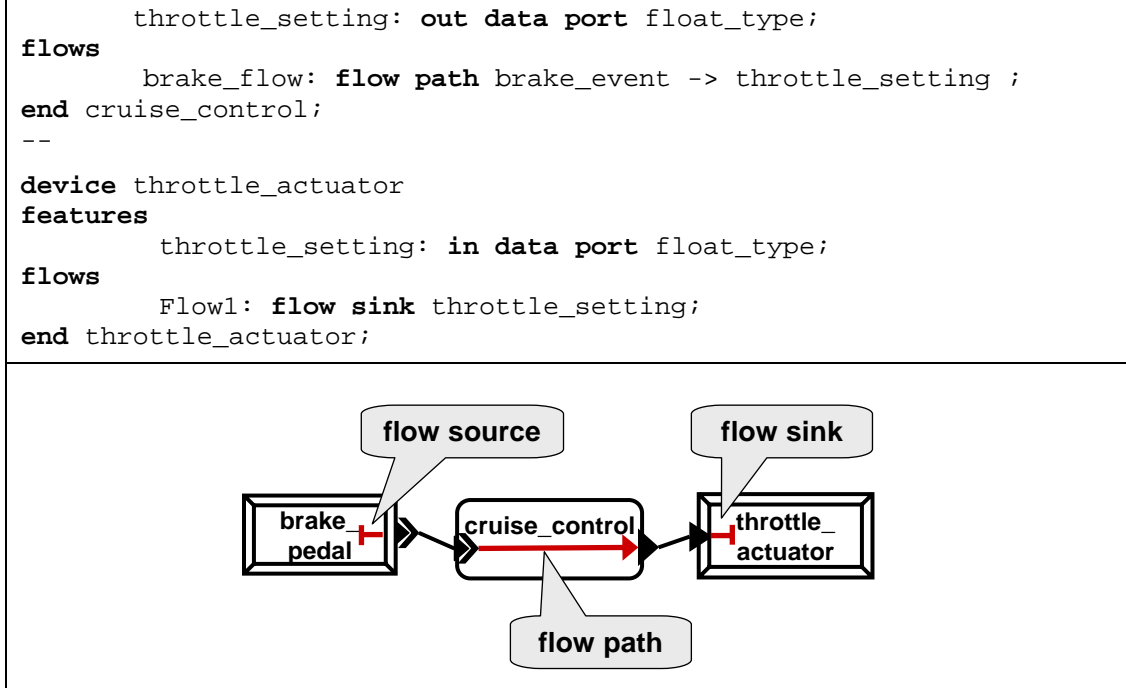 throttle_setting: out data port float_type;
flows
brake_flow: flow path brake_event -> throttle_setting ;
end cruise_control;
--
device throttle_actuator
features
throttle_setting: in data port float_type;
flows
Flow1: flow sink throttle_setting;
end throttle_actuator;
flow source
flow sink
brake_
pedal
cruise_control
throttle_
actuator
flow path